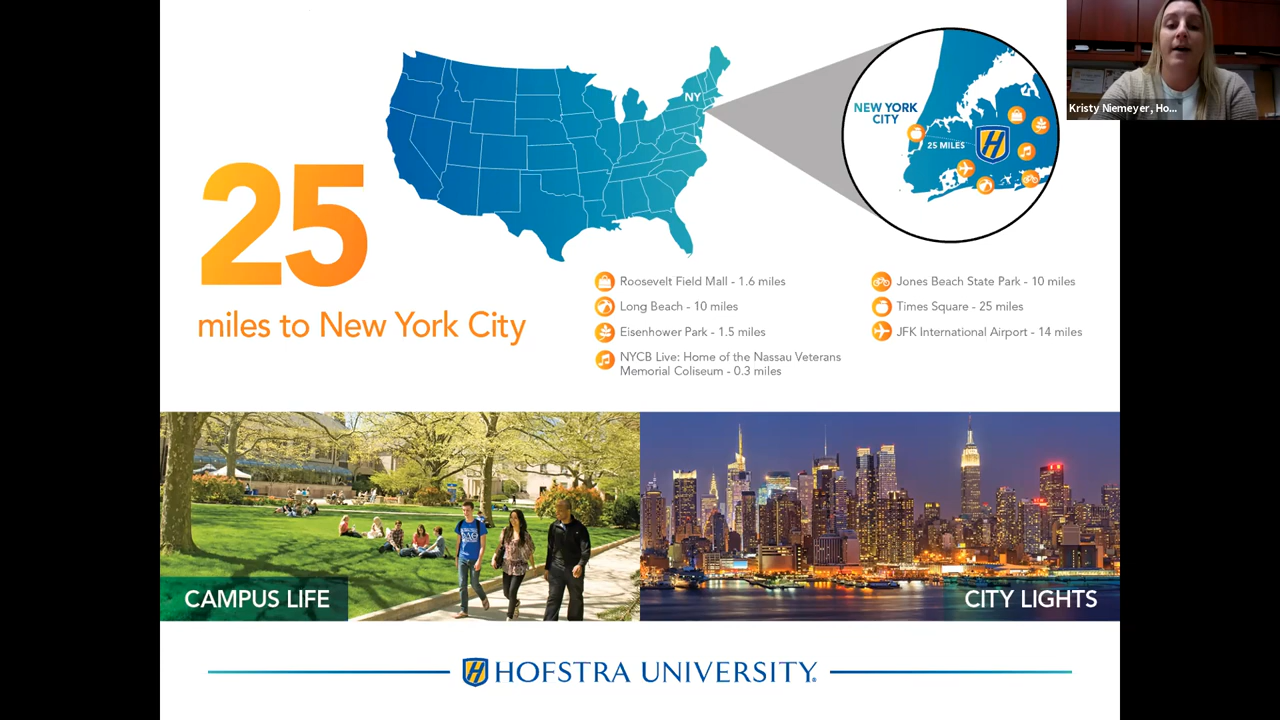 Kristy Niemeyer, Ho...
NY
NEW YORK
CITY
25 MILES
25
miles to New York City
Roosevelt Field Mall - 1.6 miles
Long Beach - 10 miles
Eisenhower Park - 1.5 miles
NYCB Live: Home of the Nassau Veterans
Memorial Coliseum - 0.3 miles
Jones Beach State Park - 10 miles
Times Square - 25 miles
JFK International Airport - 14 miles
CAMPUS LIFE
CITY LIGHTS
HOFSTRA UNIVERSITY®